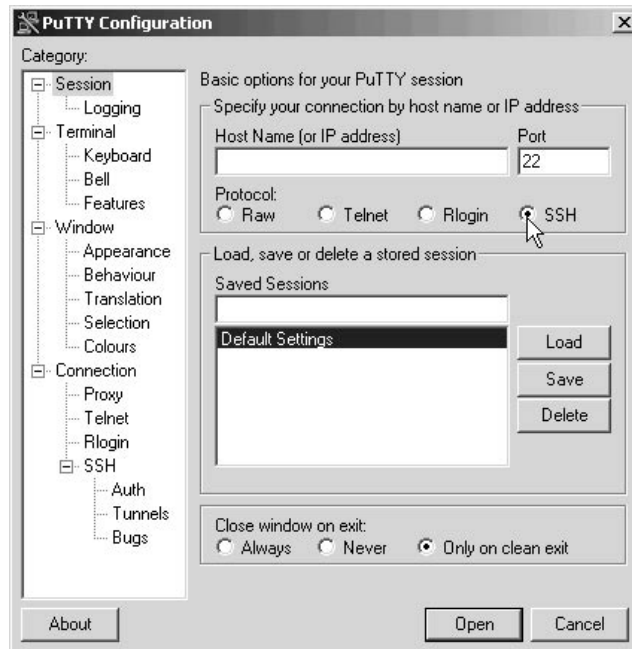 PuTTY Configuration
Category:
Session
Logging
Terminal
Keyboard
Bell
Features
Window
Appearance
Behaviour
Translation
Selection
Colours
Connection
Proxy
Telnet
Rlogin
SSH
Auth
Tunnels
Bugs
Basic options for your PuTTY session
Specify your connection by host name or IP address
Host Name (or IP address) Port
22
Protocol:
Raw Telnet Rlogin SSH
Load, save or delete a stored session
Saved Sessions
Default Settings
Load
Save
Delete
Close window on exit:
Always Never Only on clean exit
About Open Cancel